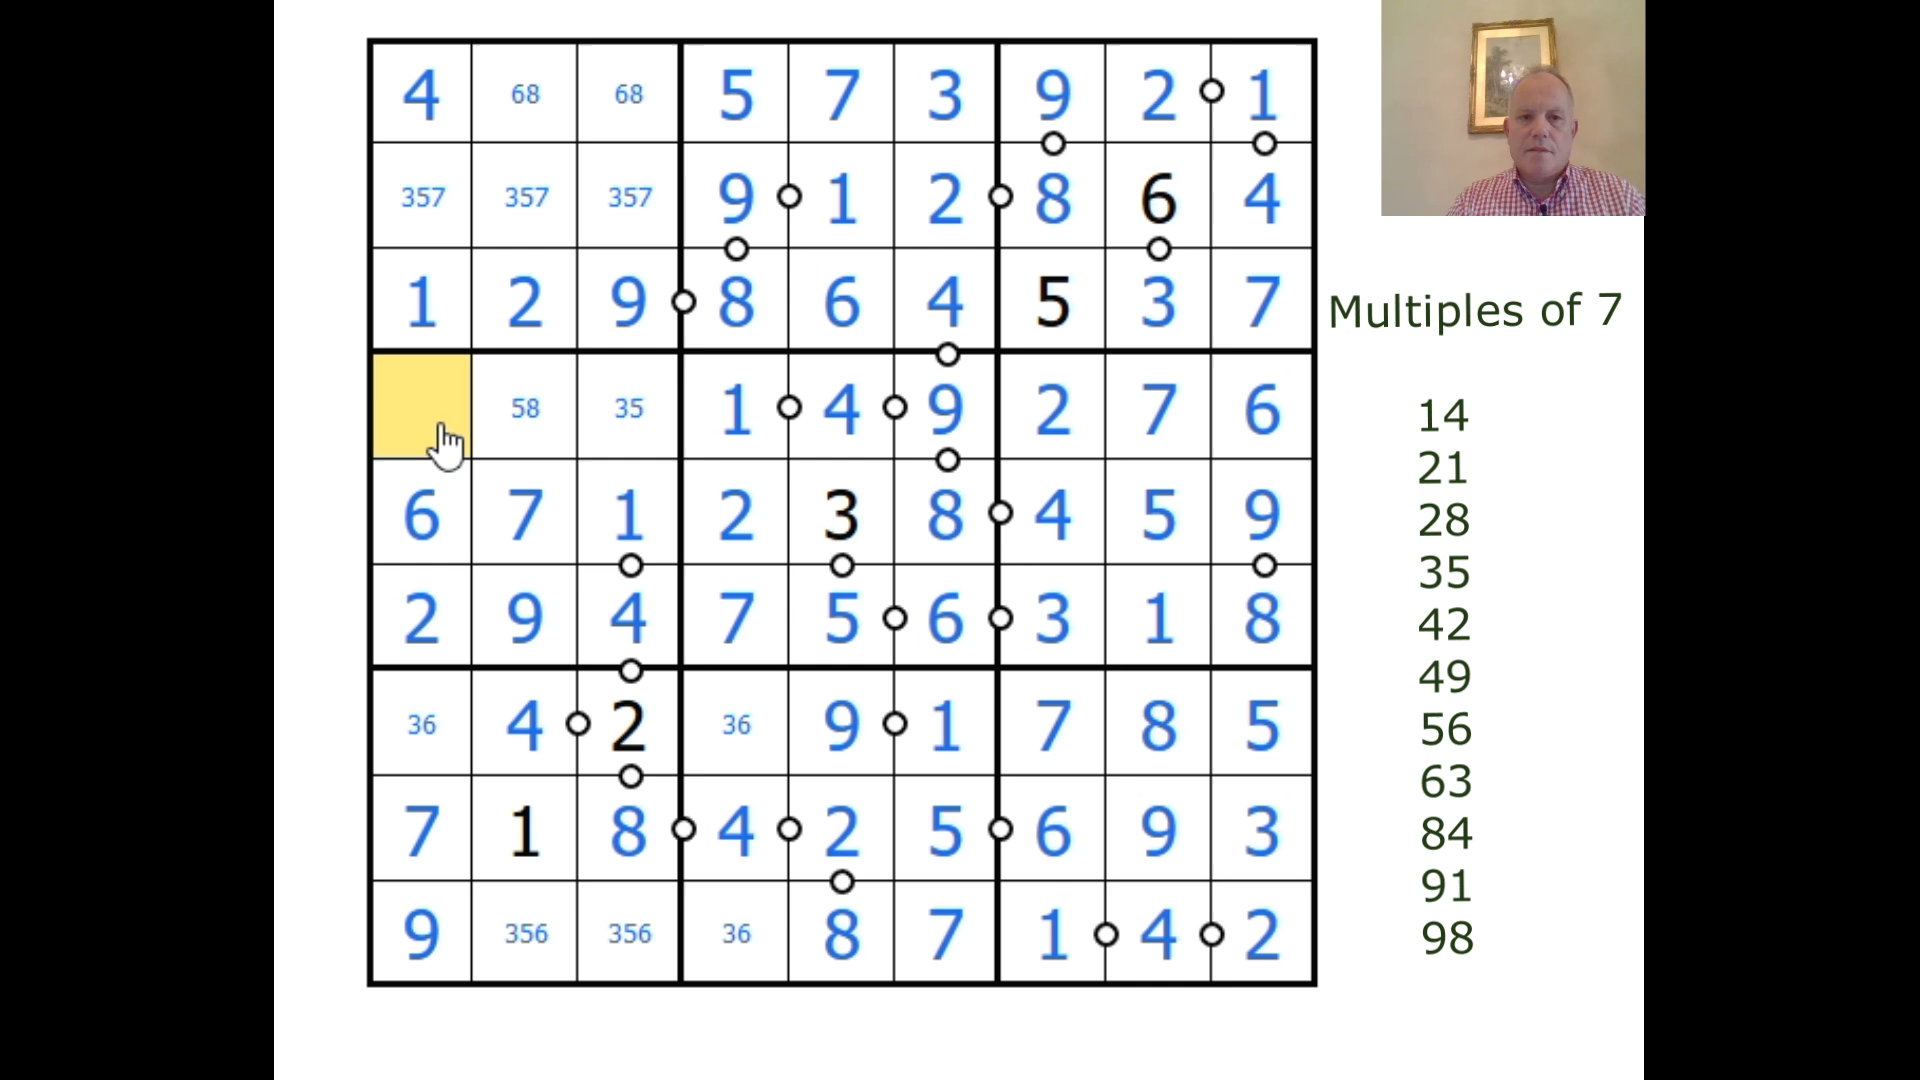 4 68 68 5 7 3 9 2 1
357 357 357 9 1 2 8 6 4
1 2 9 8 6 4 5 3 7
58 35 1 4 9 2 7 6
6 7 1 2 3 8 4 5 9
2 9 4 7 5 6 3 1 8
36 4 2 36 9 1 7 8 5
7 1 8 4 2 5 6 9 3
9 356 356 36 8 7 1 4 2
Multiples of 7
14
21
28
35
42
49
56
63
84
91
98